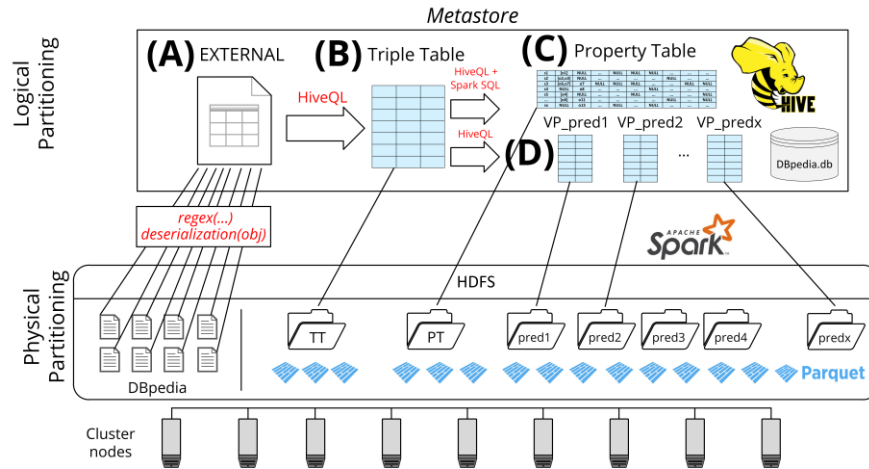 Metastore
Logical
Partitioning
(A) EXTERNAL
(B) Triple Table
(C) Property Table
HiveQL
HiveQL +
Spark SQL
HiveQL
HIVE
VP_pred1 VP_pred2 VP_predx
(D)
...
DBpedia.db
regex(...)
deserialization(obj)
APACHE
Spark
Physical
Partitioning
HDFS
TT PT pred1 pred2 pred3 pred4 predx
DBpedia
Parquet
Cluster
nodes